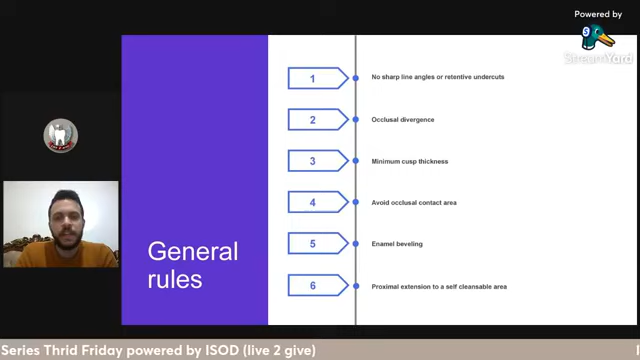 Powered by
S
StreamYard
1
No sharp line angles or retentive undercuts
2
Occlusal divergence
3
Minimum cusp thickness
4
Avoid occlusal contact area
5
Enamel beveling
6
Proximal extension to a self cleansable area
General
rules
Series Thrid Friday powered by ISOD (live 2 give)